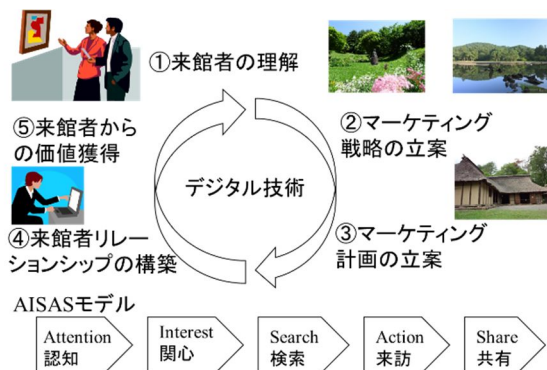 ①来館者の理解
②マーケティング
戦略の立案
③マーケティング
計画の立案
④来館者リレー
ションシップの構築
⑤来館者から
の価値獲得
デジタル技術
AISASモデル
Attention
認知
Interest
関心
Search
検索
Action
来訪
Share
共有